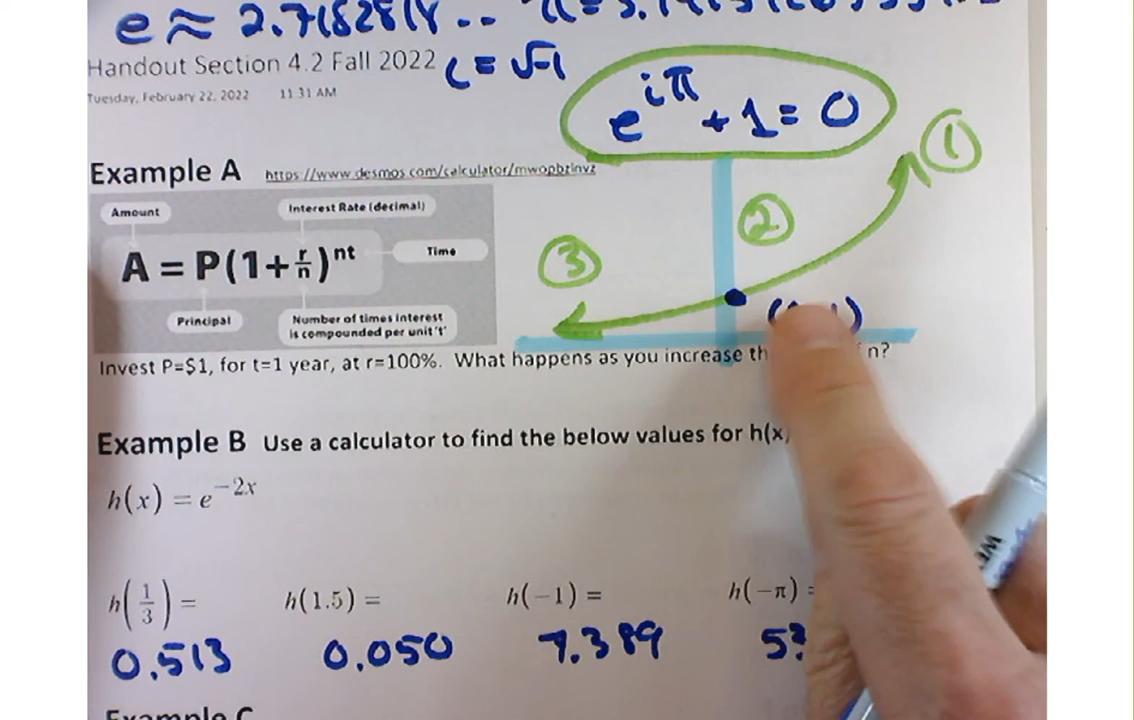 e ≈ 2.7182818...
Handout Section 4.2 Fall 2022 i = √-1
Tuesday, February 22, 2022 11:31 AM
e^{iπ} + 1 = 0
①
Example A https://www.desmos.com/calculator/mwopbzlnvz
Amount
Interest Rate (decimal)
②
A = P(1+r/n)^{nt}
Time
③
Principal
Number of times interest
is compounded per unit 't'
Invest P=$1, for t=1 year, at r=100%. What happens as you increase n?
Example B Use a calculator to find the below values for h(x
h(x) = e^{-2x}
h(1/3) = h(1.5) = h(-1) = h(-π) =
0.513 0.050 7.389
Example C